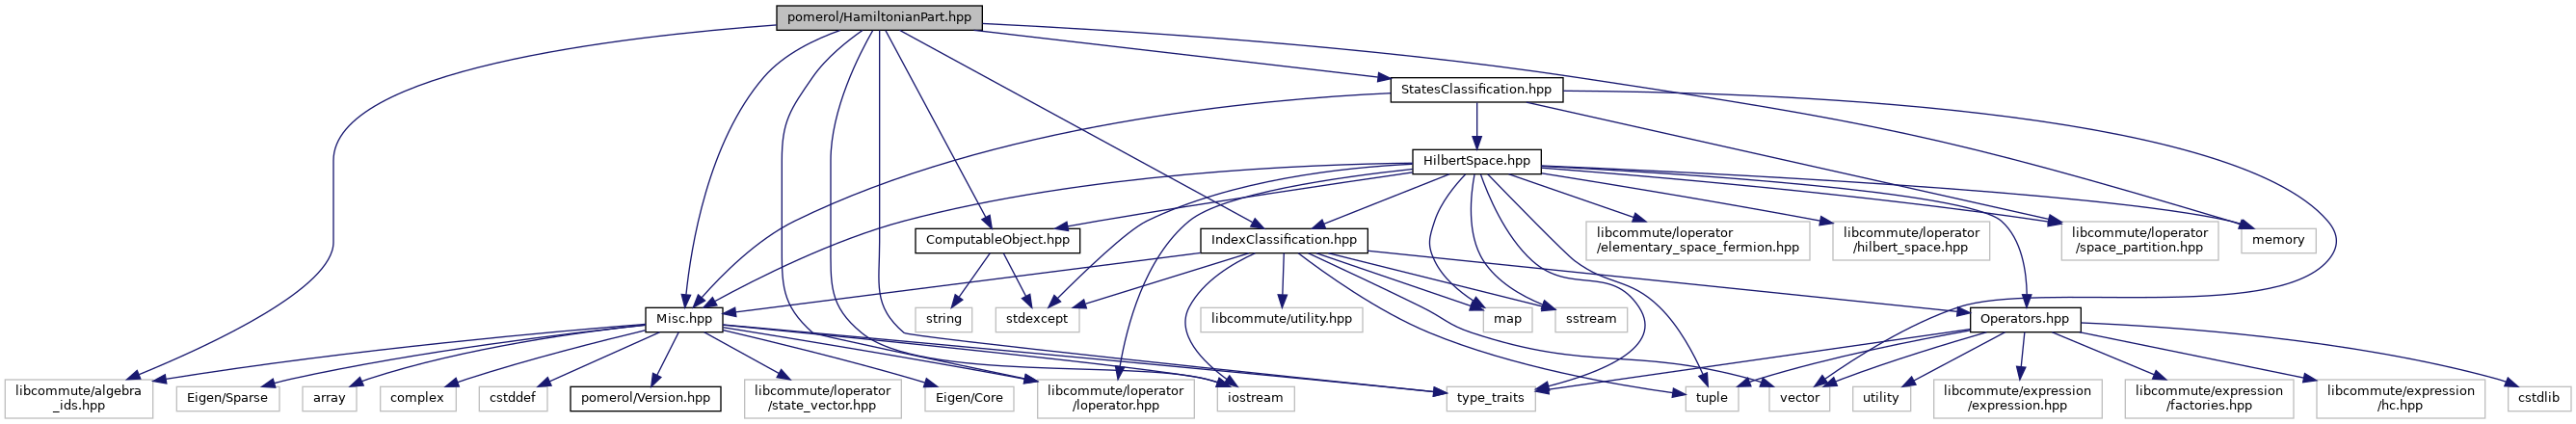 pomerol/HamiltonianPart.hpp
StatesClassification.hpp
HilbertSpace.hpp
ComputableObject.hpp
IndexClassification.hpp
libcommute/loperator
/elementary_space_fermion.hpp
libcommute/loperator
/hilbert_space.hpp
libcommute/loperator
/space_partition.hpp
memory
Misc.hpp
string
stdexcept
libcommute/utility.hpp
map
sstream
Operators.hpp
libcommute/algebra
_ids.hpp
Eigen/Sparse
array
complex
cstddef
pomerol/Version.hpp
libcommute/loperator
/state_vector.hpp
Eigen/Core
libcommute/loperator
/loperator.hpp
iostream
type_traits
tuple
vector
utility
libcommute/expression
/expression.hpp
libcommute/expression
/factories.hpp
libcommute/expression
/hc.hpp
cstdlib